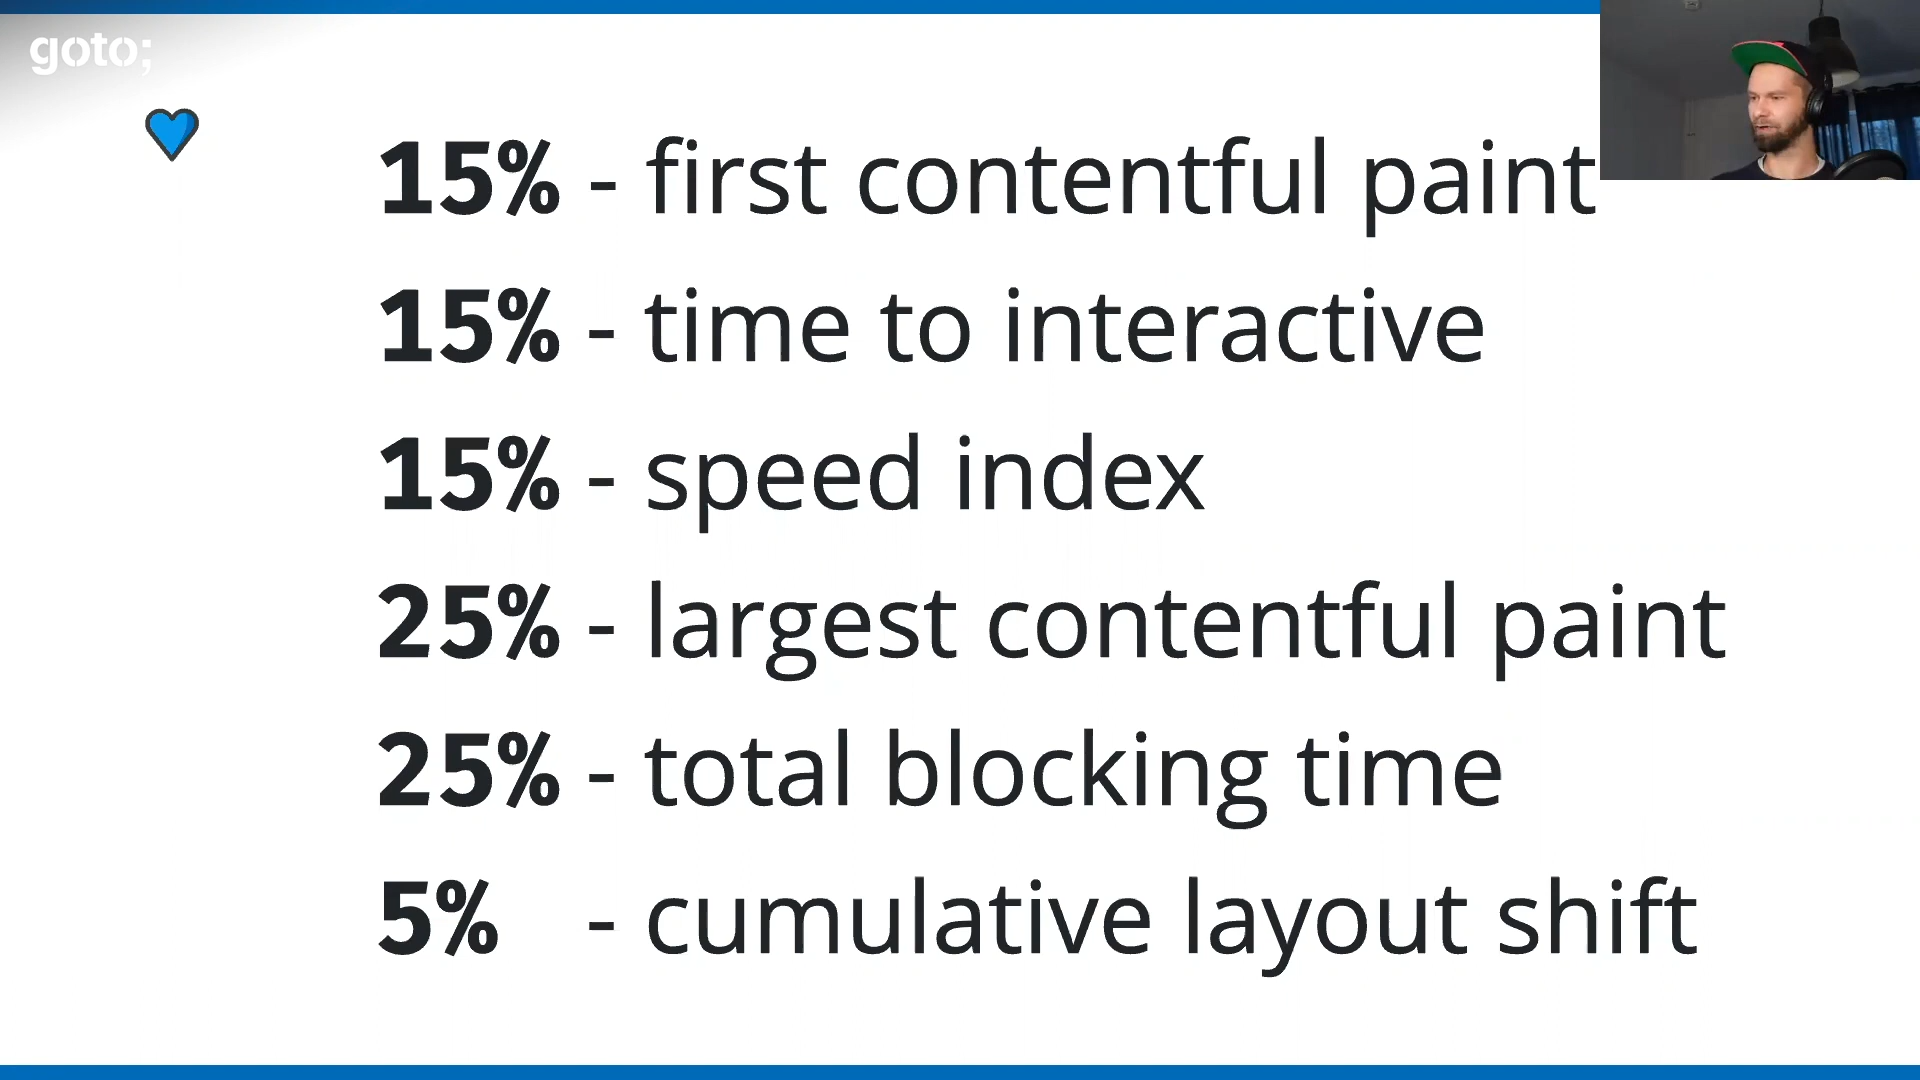 goto;
15% - first contentful paint
15% - time to interactive
15% - speed index
25% - largest contentful paint
25% - total blocking time
5% - cumulative layout shift